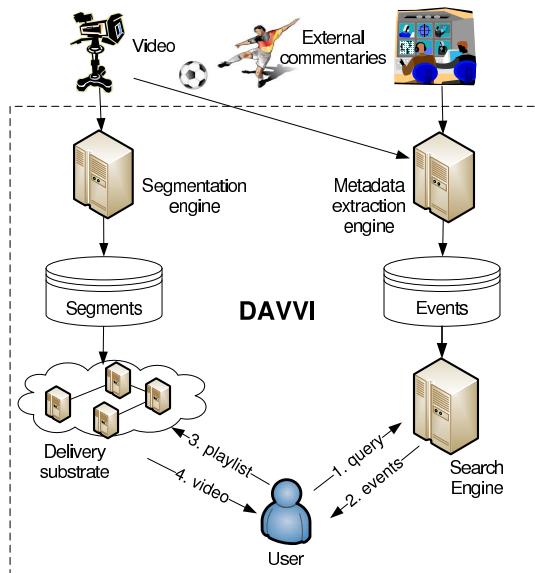 Video
External
commentaries
Segmentation
engine
Metadata
extraction
engine
Segments
DAVVI
Events
Delivery
substrate
3. playlist
4. video
1. query
2. events
Search
Engine
User